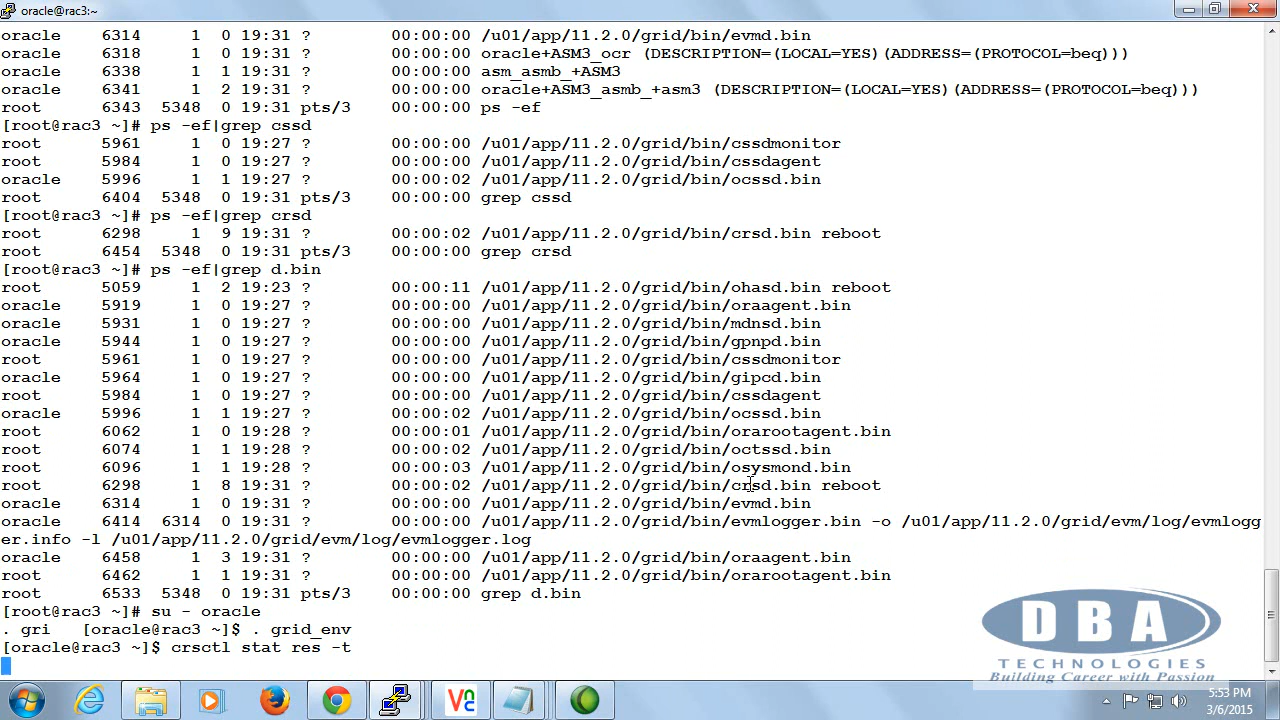 oracle@rac3:~
oracle    6314     1  0 19:31 ?        00:00:00 /u01/app/11.2.0/grid/bin/evmd.bin
oracle    6318     1  0 19:31 ?        00:00:00 oracle+ASM3_ocr (DESCRIPTION=(LOCAL=YES)(ADDRESS=(PROTOCOL=beq)))
oracle    6338     1  1 19:31 ?        00:00:00 asm_asmb_+ASM3
oracle    6341     1  2 19:31 ?        00:00:00 oracle+ASM3_asmb_+asm3 (DESCRIPTION=(LOCAL=YES)(ADDRESS=(PROTOCOL=beq)))
root      6343  5348  0 19:31 pts/3    00:00:00 ps -ef
[root@rac3 ~]# ps -ef|grep cssd
root      5961     1  0 19:27 ?        00:00:00 /u01/app/11.2.0/grid/bin/cssdmonitor
root      5984     1  0 19:27 ?        00:00:00 /u01/app/11.2.0/grid/bin/cssdagent
oracle    5996     1  1 19:27 ?        00:00:02 /u01/app/11.2.0/grid/bin/ocssd.bin
root      6404  5348  0 19:31 pts/3    00:00:00 grep cssd
[root@rac3 ~]# ps -ef|grep crsd
root      6298     1  9 19:31 ?        00:00:02 /u01/app/11.2.0/grid/bin/crsd.bin reboot
root      6454  5348  0 19:31 pts/3    00:00:00 grep crsd
[root@rac3 ~]# ps -ef|grep d.bin
root      5059     1  2 19:23 ?        00:00:11 /u01/app/11.2.0/grid/bin/ohasd.bin reboot
oracle    5919     1  0 19:27 ?        00:00:00 /u01/app/11.2.0/grid/bin/oraagent.bin
oracle    5931     1  0 19:27 ?        00:00:00 /u01/app/11.2.0/grid/bin/mdnsd.bin
oracle    5944     1  0 19:27 ?        00:00:00 /u01/app/11.2.0/grid/bin/gpnpd.bin
root      5961     1  0 19:27 ?        00:00:00 /u01/app/11.2.0/grid/bin/cssdmonitor
oracle    5964     1  0 19:27 ?        00:00:00 /u01/app/11.2.0/grid/bin/gipcd.bin
root      5984     1  0 19:27 ?        00:00:00 /u01/app/11.2.0/grid/bin/cssdagent
oracle    5996     1  1 19:27 ?        00:00:02 /u01/app/11.2.0/grid/bin/ocssd.bin
root      6062     1  0 19:28 ?        00:00:01 /u01/app/11.2.0/grid/bin/orarootagent.bin
root      6074     1  1 19:28 ?        00:00:02 /u01/app/11.2.0/grid/bin/octssd.bin
root      6096     1  1 19:28 ?        00:00:03 /u01/app/11.2.0/grid/bin/osysmond.bin
root      6298     1  8 19:31 ?        00:00:02 /u01/app/11.2.0/grid/bin/crsd.bin reboot
oracle    6314     1  0 19:31 ?        00:00:00 /u01/app/11.2.0/grid/bin/evmd.bin
oracle    6414  6314  0 19:31 ?        00:00:00 /u01/app/11.2.0/grid/bin/evmlogger.bin -o /u01/app/11.2.0/grid/evm/log/evmlogg
er.info -l /u01/app/11.2.0/grid/evm/log/evmlogger.log
oracle    6458     1  3 19:31 ?        00:00:00 /u01/app/11.2.0/grid/bin/oraagent.bin
root      6462     1  1 19:31 ?        00:00:00 /u01/app/11.2.0/grid/bin/orarootagent.bin
root      6533  5348  0 19:31 pts/3    00:00:00 grep d.bin
[root@rac3 ~]# su - oracle
. gri   [oracle@rac3 ~]$ . grid_env
[oracle@rac3 ~]$ crsctl stat res -t
DBA
TECHNOLOGIES
Building Career with Passion
5:53 PM
3/6/2015